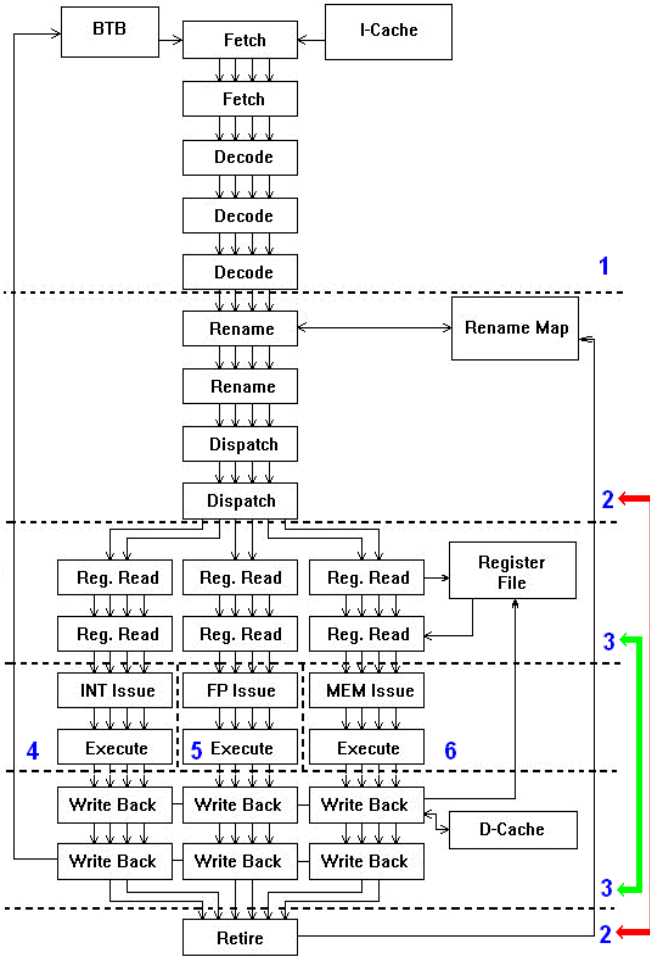 BTB
Fetch
I-Cache
Fetch
Decode
Decode
Decode
1
Rename
Rename Map
Rename
Dispatch
Dispatch
2
Reg. Read
Reg. Read
Reg. Read
Register
File
Reg. Read
Reg. Read
Reg. Read
3
INT Issue
FP Issue
MEM Issue
4
Execute
5
Execute
Execute
6
Write Back
Write Back
Write Back
D-Cache
Write Back
Write Back
Write Back
3
Retire
2